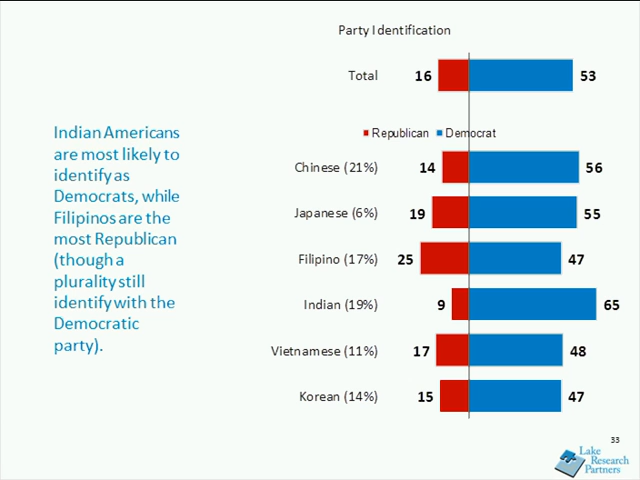 Party Identification
Total 16 53
Republican Democrat
Indian Americans
are most likely to
identify as
Democrats, while
Filipinos are the
most Republican
(though a
plurality still
identify with the
Democratic
party).
Chinese (21%) 14 56
Japanese (6%) 19 55
Filipino (17%) 25 47
Indian (19%) 9 65
Vietnamese (11%) 17 48
Korean (14%) 15 47
33
Lake
Research
Partners